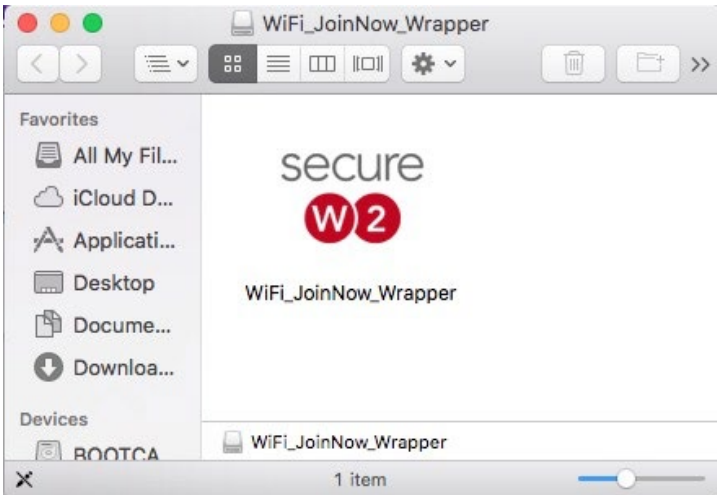 WiFi_JoinNow_Wrapper
Favorites
All My Fil...
iCloud D...
Applicati...
Desktop
Docume...
Downloa...
Devices
BOOTCA
secure
W2
WiFi_JoinNow_Wrapper
WiFi_JoinNow_Wrapper
1 item